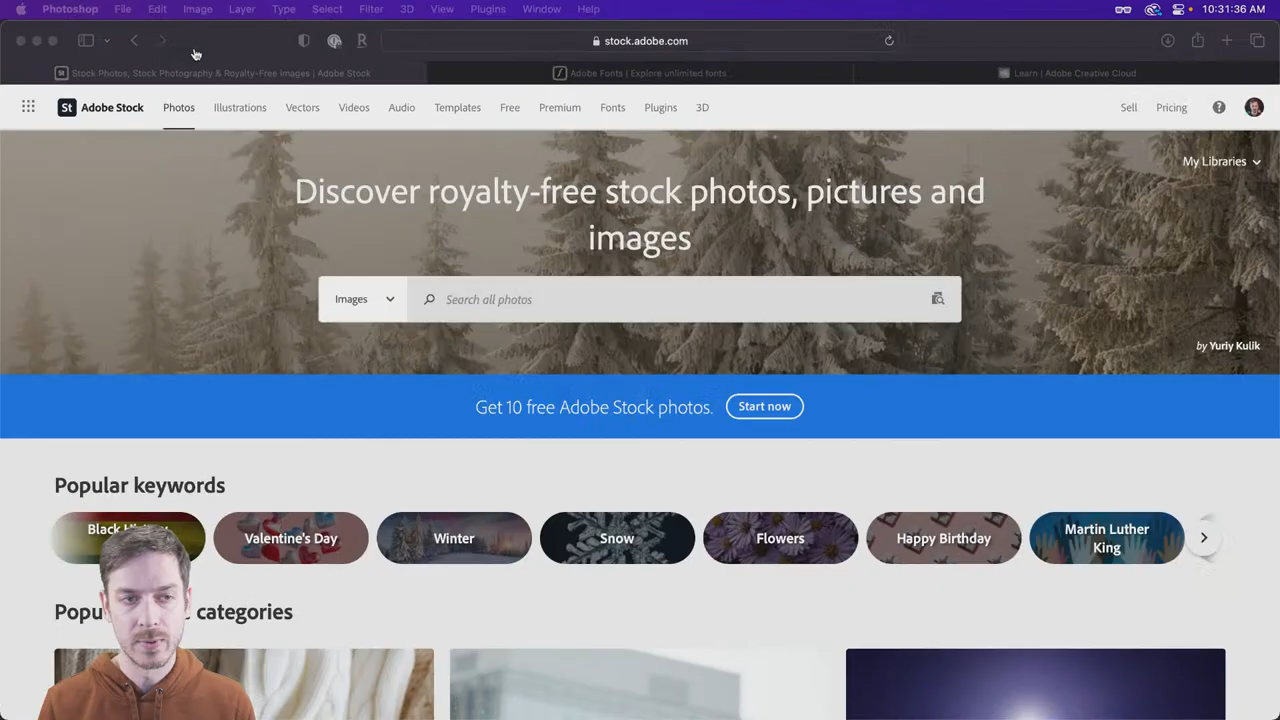 Photoshop File Edit Image Layer Type Select Filter 3D View Plugins Window Help 10:31:36 AM
stock.adobe.com
Stock Photos, Stock Photography & Royalty-Free Images | Adobe Stock
Adobe Fonts | Explore unlimited fonts...
Learn | Adobe Creative Cloud
St Adobe Stock Photos Illustrations Vectors Videos Audio Templates Free Premium Fonts Plugins 3D Sell Pricing
My Libraries
Discover royalty-free stock photos, pictures and
images
Images Search all photos
by Yuriy Kulik
Get 10 free Adobe Stock photos. Start now
Popular keywords
Black
Valentine's Day
Winter
Snow
Flowers
Happy Birthday
Martin Luther
King
categories